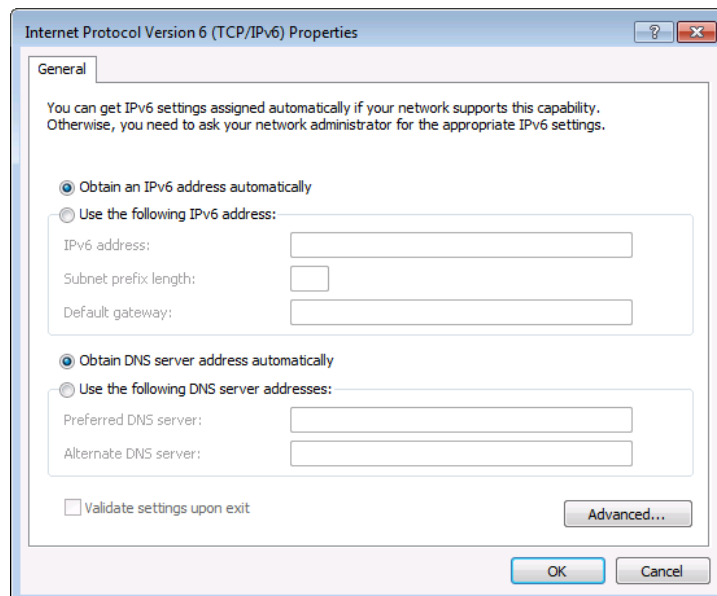 Internet Protocol Version 6 (TCP/IPv6) Properties
?
General
You can get IPv6 settings assigned automatically if your network supports this capability.
Otherwise, you need to ask your network administrator for the appropriate IPv6 settings.
Obtain an IPv6 address automatically
Use the following IPv6 address:
IPv6 address:
Subnet prefix length:
Default gateway:
Obtain DNS server address automatically
Use the following DNS server addresses:
Preferred DNS server:
Alternate DNS server:
Validate settings upon exit
Advanced...
OK Cancel